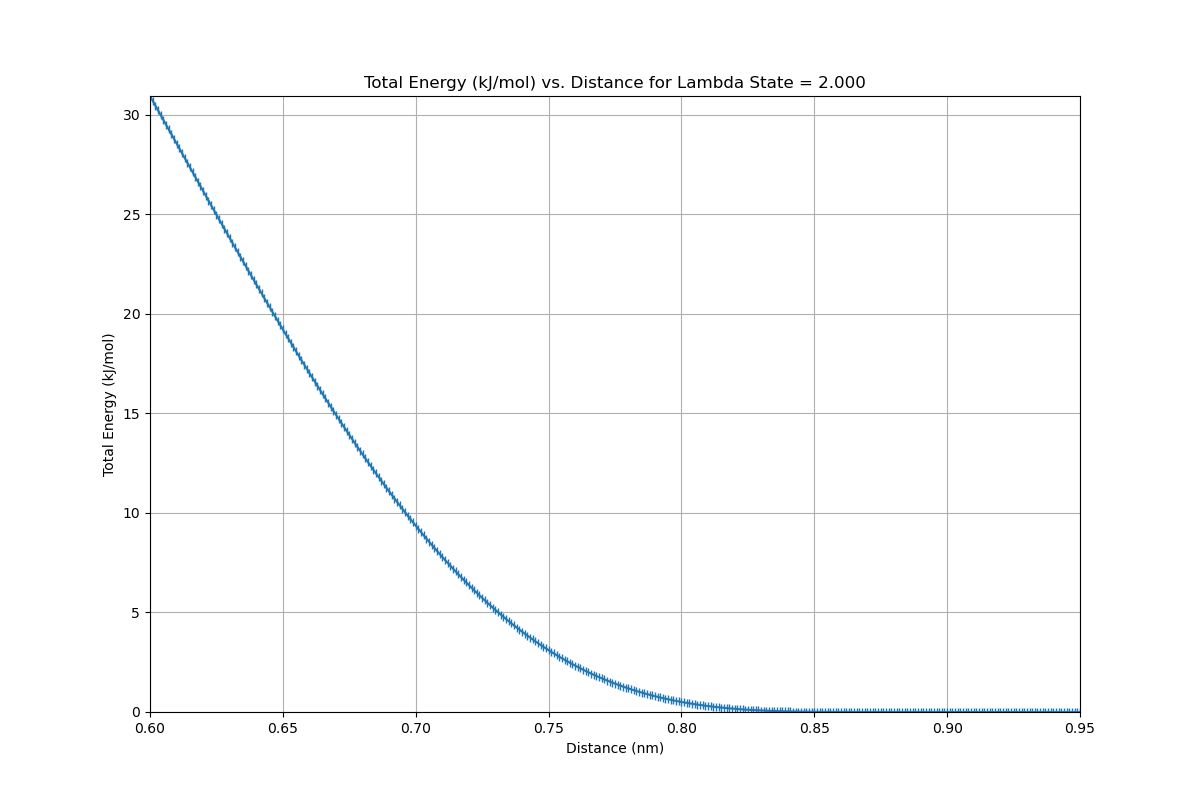 Total Energy (kJ/mol) vs. Distance for Lambda State = 2.000
30
25
20
15
10
5
0
Total Energy (kJ/mol)
0.60 0.65 0.70 0.75 0.80 0.85 0.90 0.95
Distance (nm)